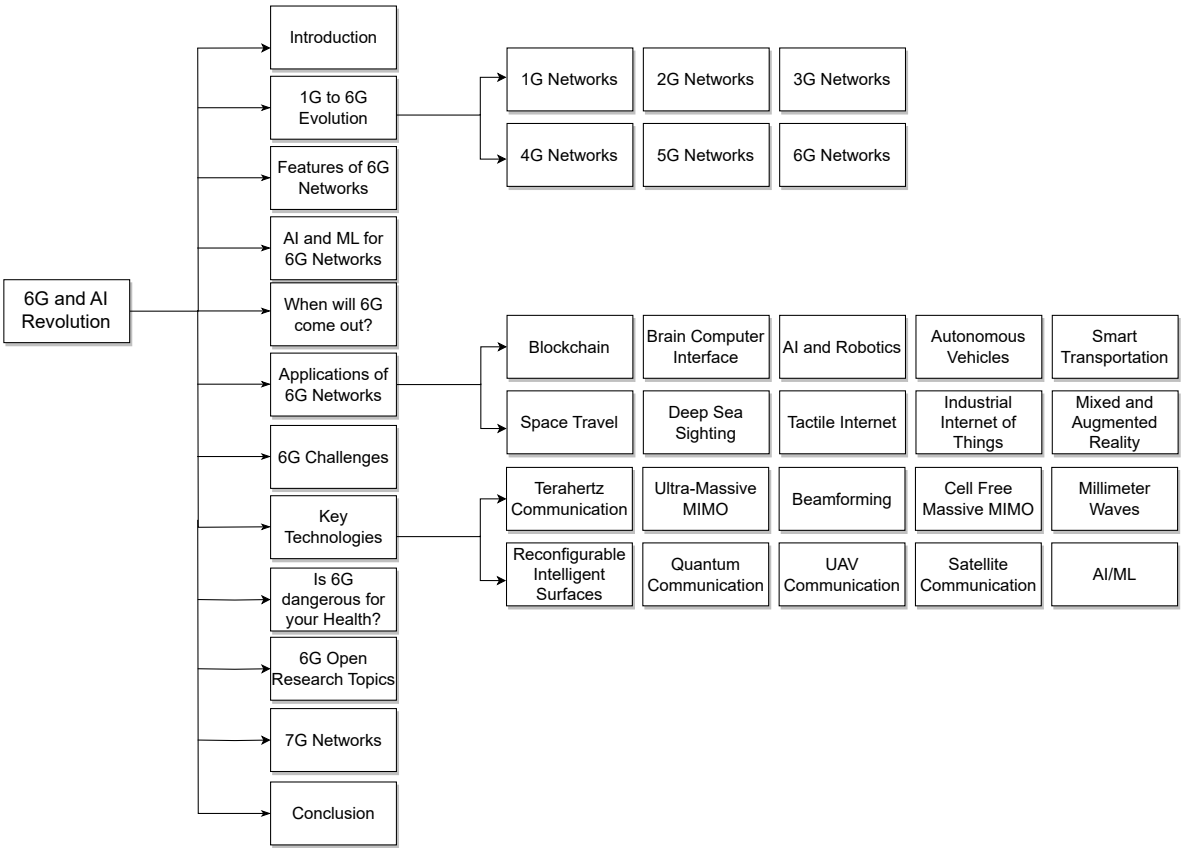 6G and AI
Revolution
Introduction
1G to 6G
Evolution
1G Networks
2G Networks
3G Networks
4G Networks
5G Networks
6G Networks
Features of 6G
Networks
AI and ML for
6G Networks
When will 6G
come out?
Applications of
6G Networks
Blockchain
Brain Computer
Interface
AI and Robotics
Autonomous
Vehicles
Smart
Transportation
Space Travel
Deep Sea
Sighting
Tactile Internet
Industrial
Internet of
Things
Mixed and
Augmented
Reality
6G Challenges
Key
Technologies
Terahertz
Communication
Ultra-Massive
MIMO
Beamforming
Cell Free
Massive MIMO
Millimeter
Waves
Reconfigurable
Intelligent
Surfaces
Quantum
Communication
UAV
Communication
Satellite
Communication
AI/ML
Is 6G
dangerous for
your Health?
6G Open
Research Topics
7G Networks
Conclusion